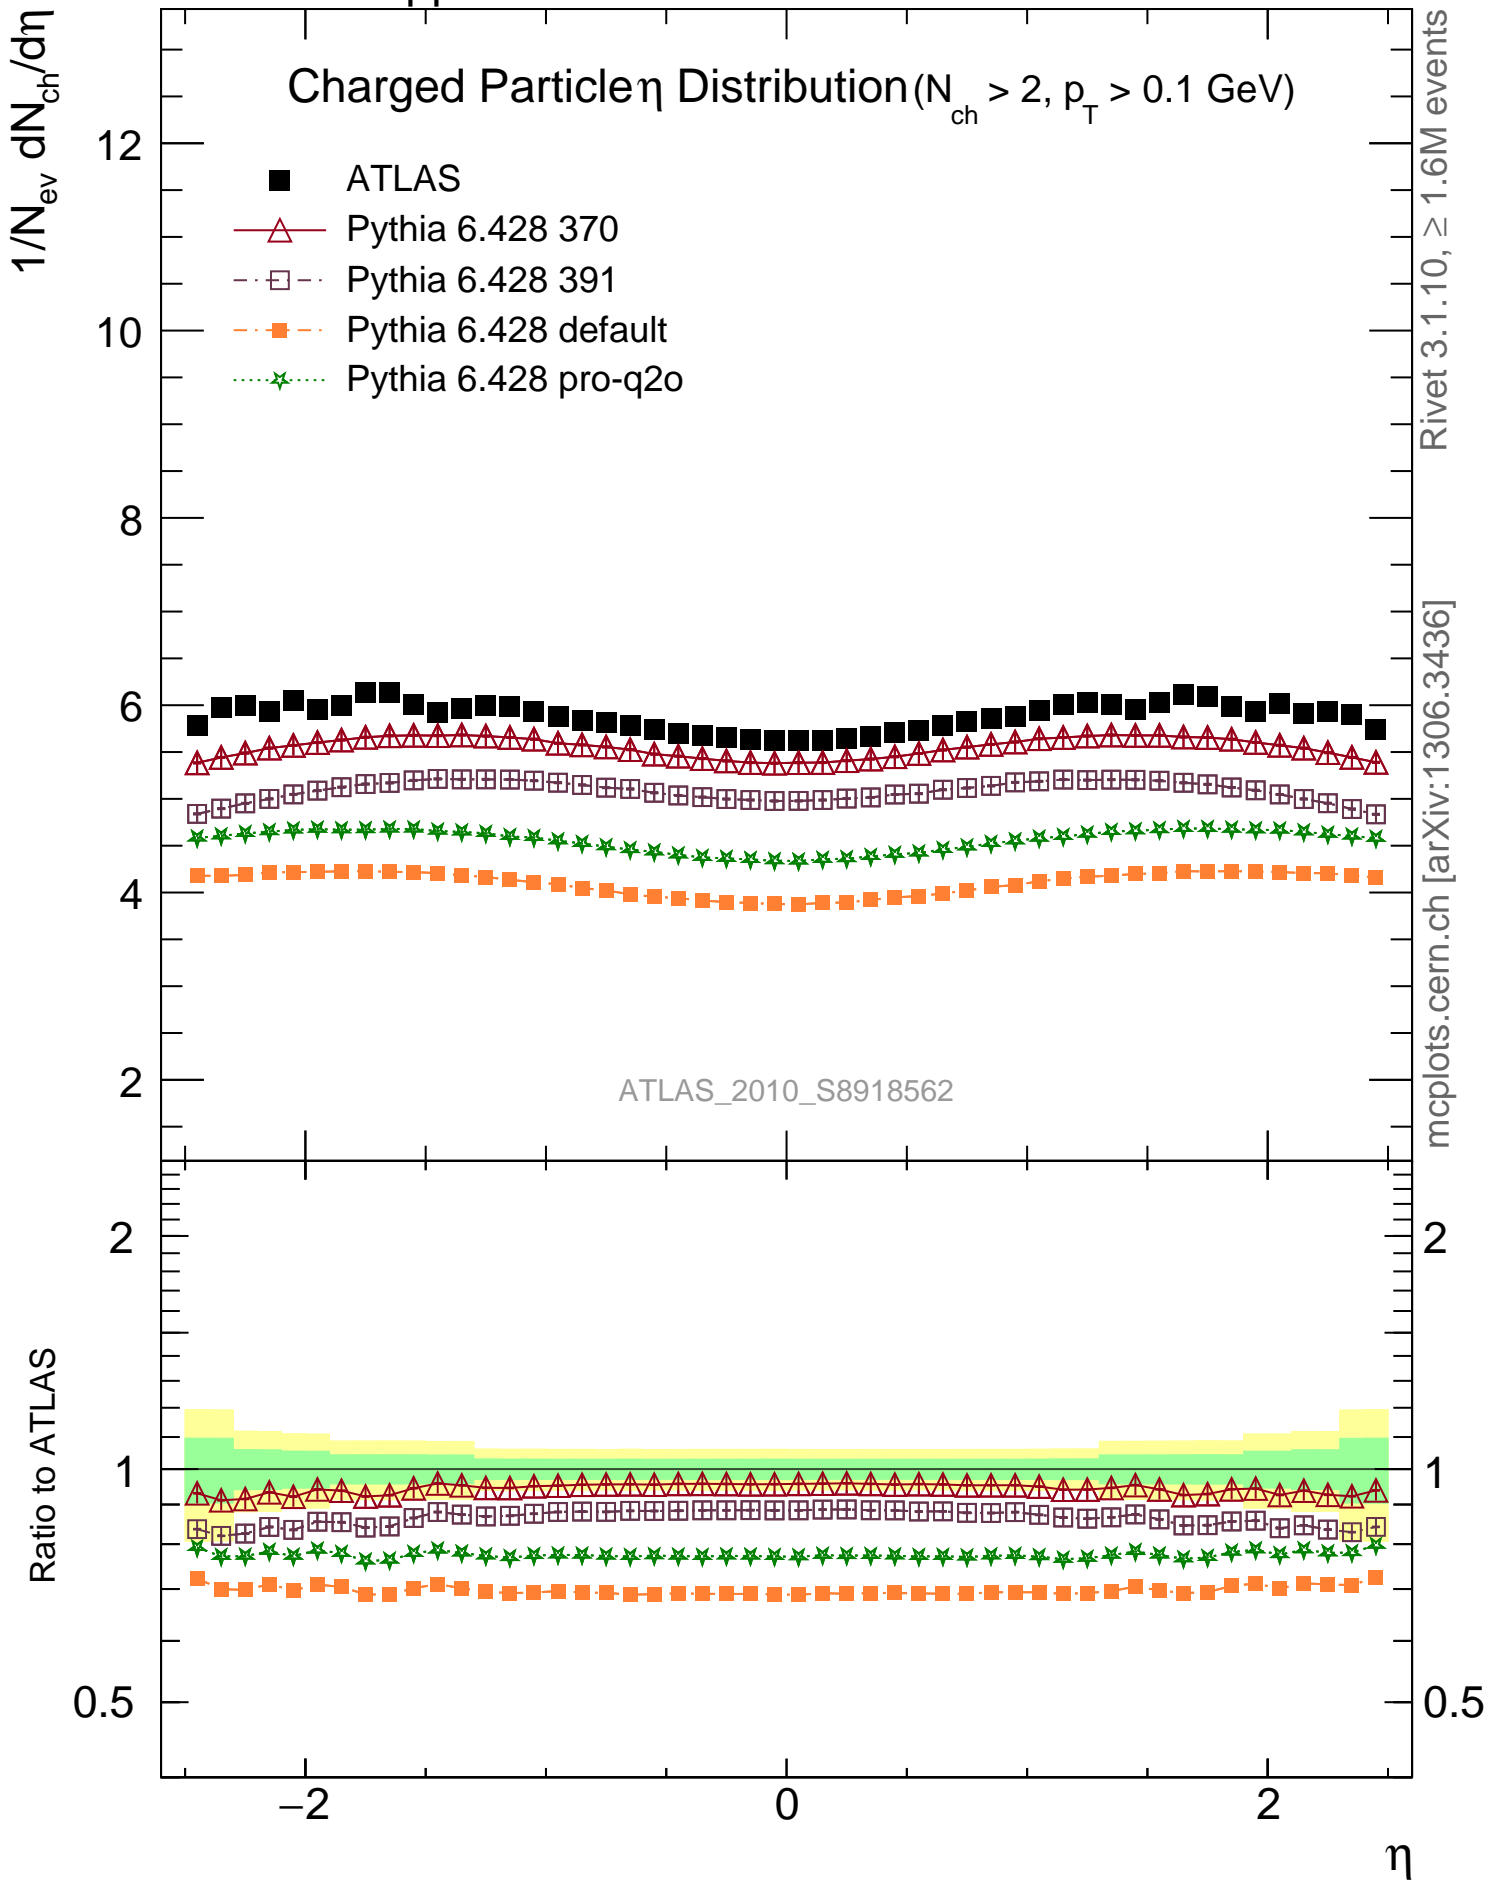 1/N_ev dN_ch/dη
Charged Particle η Distribution (N_ch > 2, p_T > 0.1 GeV)
ATLAS
Pythia 6.428 370
Pythia 6.428 391
Pythia 6.428 default
Pythia 6.428 pro-q2o
12
10
8
6
4
2
ATLAS_2010_S8918562
Rivet 3.1.10, ≥ 1.6M events
mcplots.cern.ch [arXiv:1306.3436]
Ratio to ATLAS
2
1
0.5
2
1
0.5
−2
0
2
η